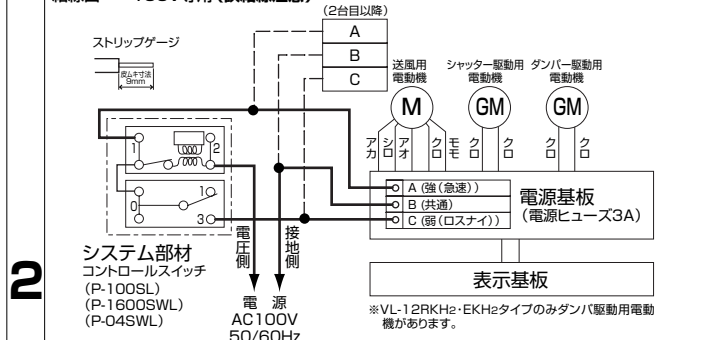 (2台目以降)
A
B
C
ストリップゲージ
皮ムキ寸法
9mm
送風用
電動機
シャッター駆動用
電動機
ダンパー駆動用
電動機
M
GM
GM
アカ
シロ
アオ
クロ
モモ
クロ
クロ
クロ
クロ
1
2
0
1
3
A (強(急速))
B (共通)
C (弱(ロスナイ))
電源基板
(電源ヒューズ3A)
表示基板
電圧側
接地側
システム部材
コントロールスイッチ
(P-100SL)
(P-1600SWL)
(P-04SWL)
電 源
AC100V
50/60Hz
2
※VL-12RKH2・EKH2タイプのみダンパ駆動用電動
機があります。